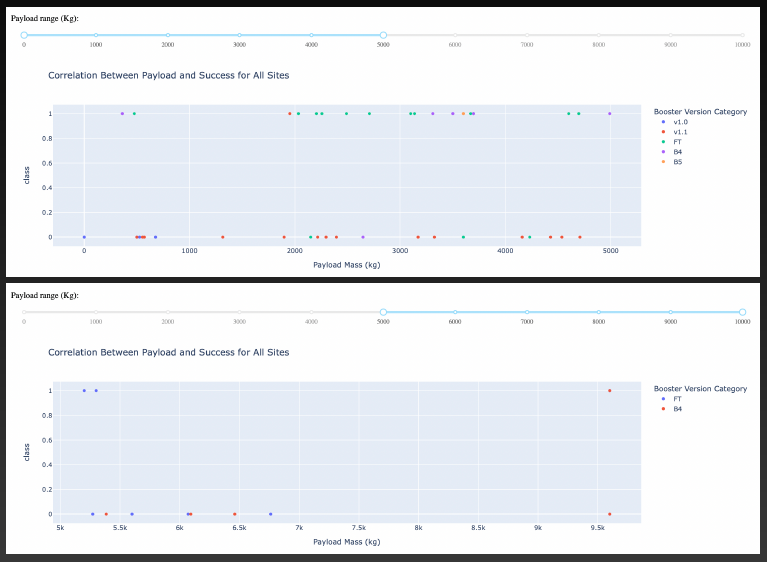 Payload range (Kg):
0 1000 2000 3000 4000 5000 6000 7000 8000 9000 10000
Correlation Between Payload and Success for All Sites
Booster Version Category
v1.0
v1.1
FT
B4
B5
1
0.8
0.6
0.4
0.2
0
class
0 1000 2000 3000 4000 5000
Payload Mass (kg)
Payload range (Kg):
0 1000 2000 3000 4000 5000 6000 7000 8000 9000 10000
Correlation Between Payload and Success for All Sites
Booster Version Category
FT
B4
1
0.8
0.6
0.4
0.2
0
class
5k 5.5k 6k 6.5k 7k 7.5k 8k 8.5k 9k 9.5k
Payload Mass (kg)